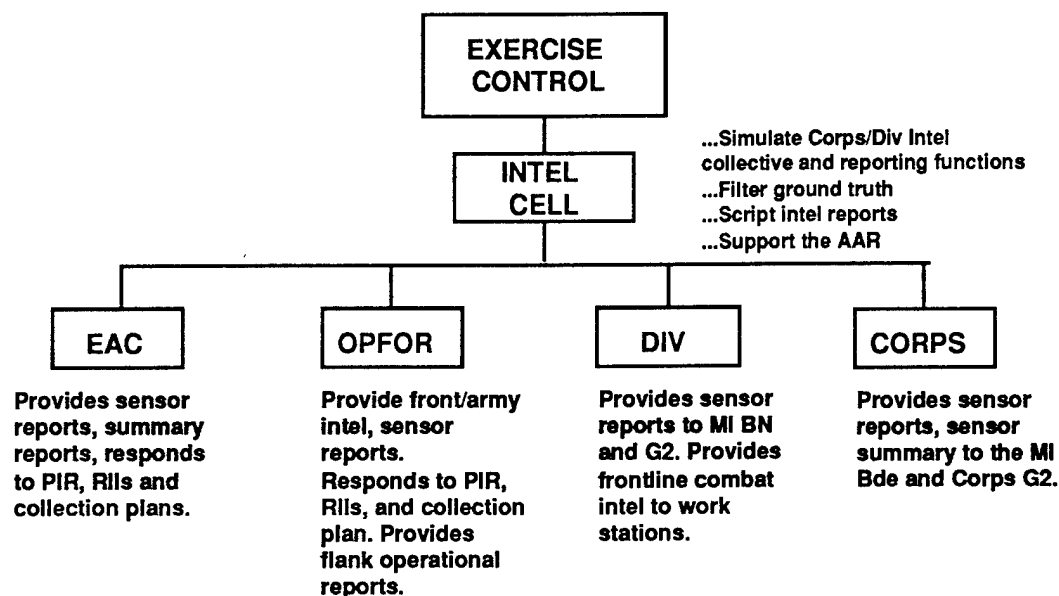 EXERCISE
CONTROL
INTEL
CELL
...Simulate Corps/Div Intel
collective and reporting functions
...Filter ground truth
...Script intel reports
...Support the AAR
EAC
Provides sensor
reports, summary
reports, responds
to PIR, RIIs and
collection plans.
OPFOR
Provide front/army
intel, sensor
reports.
Responds to PIR,
RIIs, and collection
plan. Provides
flank operational
reports.
DIV
Provides sensor
reports to MI BN
and G2. Provides
frontline combat
intel to work
stations.
CORPS
Provides sensor
reports, sensor
summary to the MI
Bde and Corps G2.